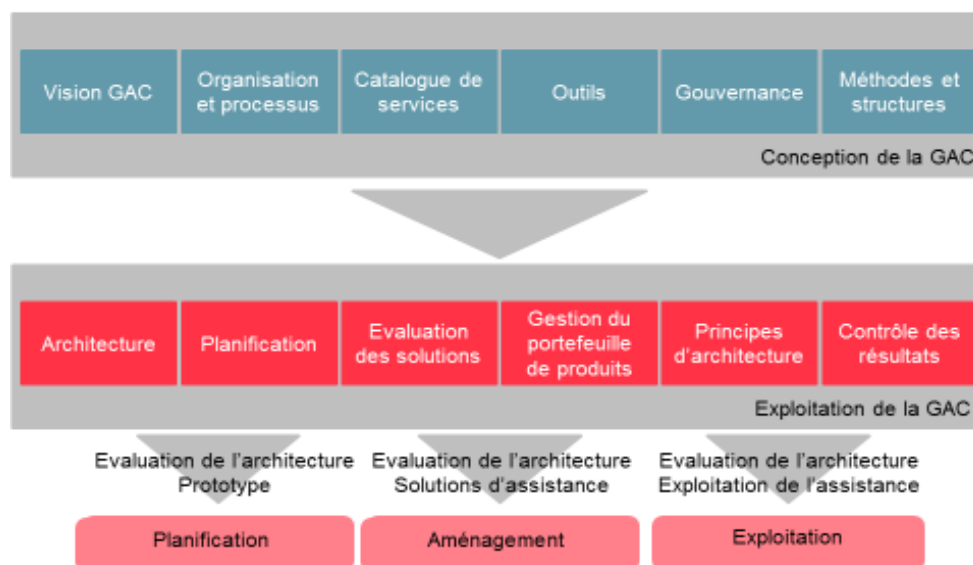 Vision GAC
Organisation
et processus
Catalogue de
services
Outils
Gouvernance
Méthodes et
structures
Conception de la GAC
Architecture
Planification
Evaluation
des solutions
Gestion du
portefeuille
de produits
Principes
d'architecture
Contrôle des
résultats
Exploitation de la GAC
Evaluation de l'architecture
Prototype
Evaluation de l'architecture
Solutions d'assistance
Evaluation de l'architecture
Exploitation de l'assistance
Planification
Aménagement
Exploitation